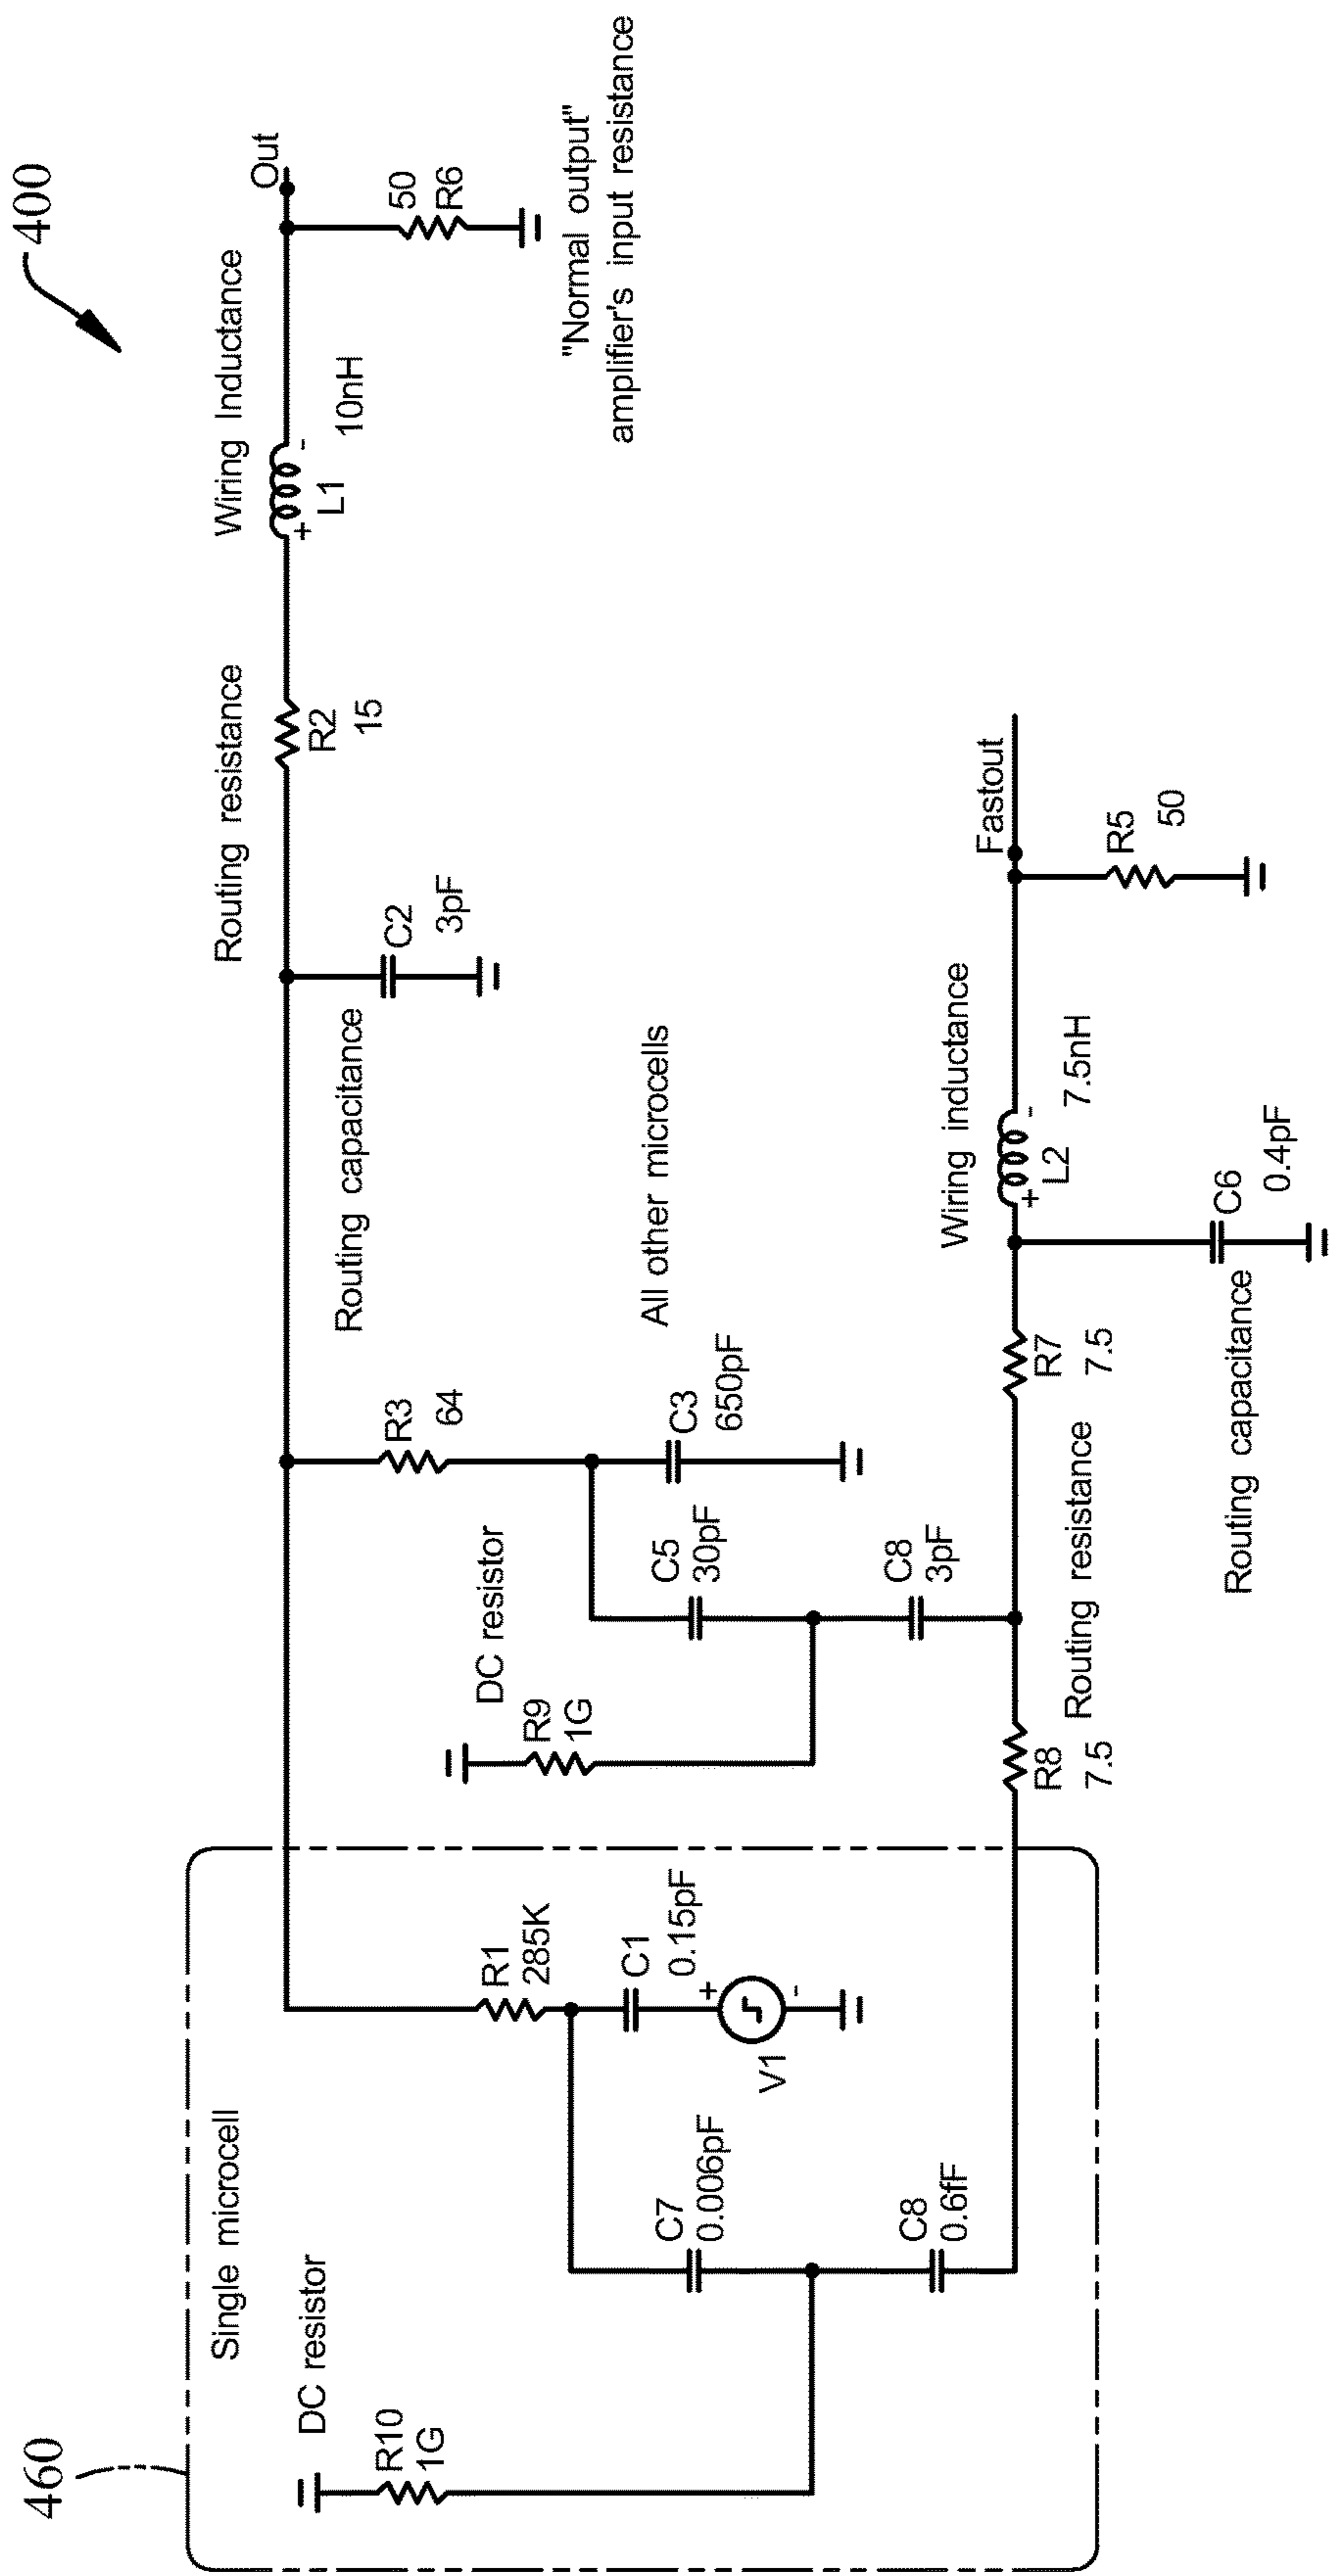 400
460
Single microcell
DC resistor
R10
1G
C7
0.006pF
C8
0.6fF
R1
285K
C1
0.15pF
+
-
V1
DC resistor
R9
1G
C5
30pF
C8
3pF
R3
64
C3
650pF
All other microcells
Routing capacitance
C2
3pF
Routing resistance
R2
15
Wiring Inductance
+
-
L1
10nH
Out
50
R6
"Normal output"
amplifier's input resistance
R8
7.5
Routing resistance
R7
7.5
Routing capacitance
C6
0.4pF
Wiring inductance
+
-
L2
7.5nH
Fastout
R5
50